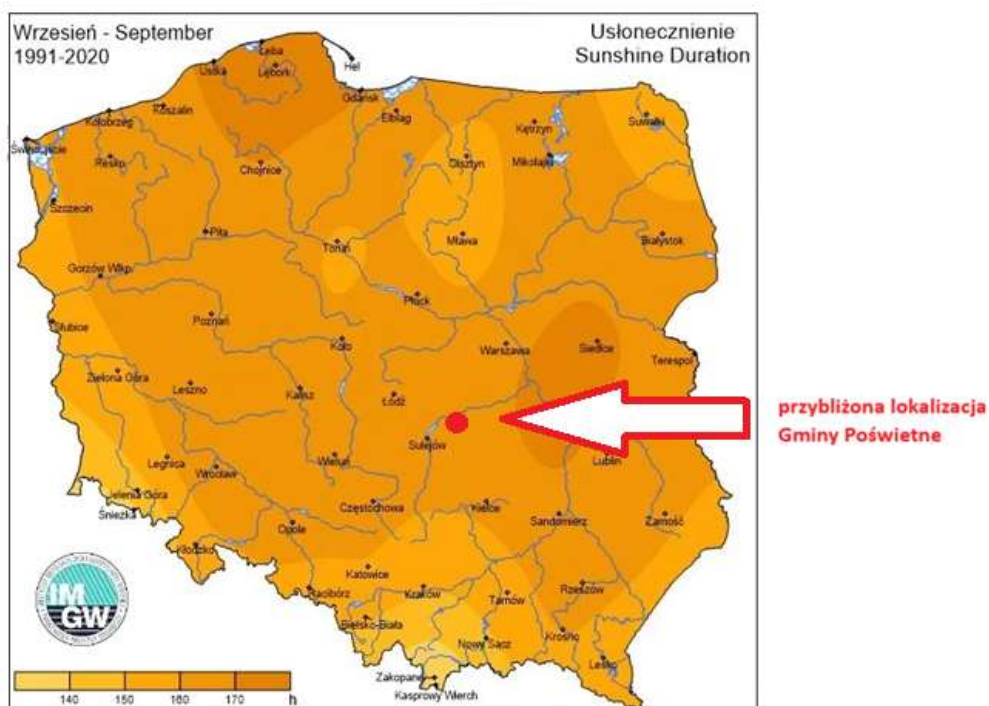 Wrzesień - September
1991-2020
Usłonecznienie
Sunshine Duration
Łeba
Hel
Ustka
Lębork
Gdańsk
Koszalin
Kołobrzeg
Elbląg
Kętrzyn
Suwałki
Świnoujście
Resko
Chojnice
Olsztyn
Mikołajki
Szczecin
Piła
Toruń
Mława
Białystok
Gorzów Wlkp.
Płock
Słubice
Poznań
Koło
Warszawa
Siedlce
Terespol
Zielona Góra
Leszno
Kalisz
Łódź
przybliżona lokalizacja
Gminy Poświetne
Sulejów
Legnica
Wrocław
Wieluń
Lublin
Jelenia Góra
Śnieżka
Częstochowa
Kielce
Sandomierz
Zamość
Opole
Kłodzko
Katowice
Racibórz
Kraków
Tarnów
Rzeszów
Bielsko-Biała
Nowy Sącz
Krosno
Lesko
IM
GW
Zakopane
Kasprowy Wierch
140 150 160 170 h